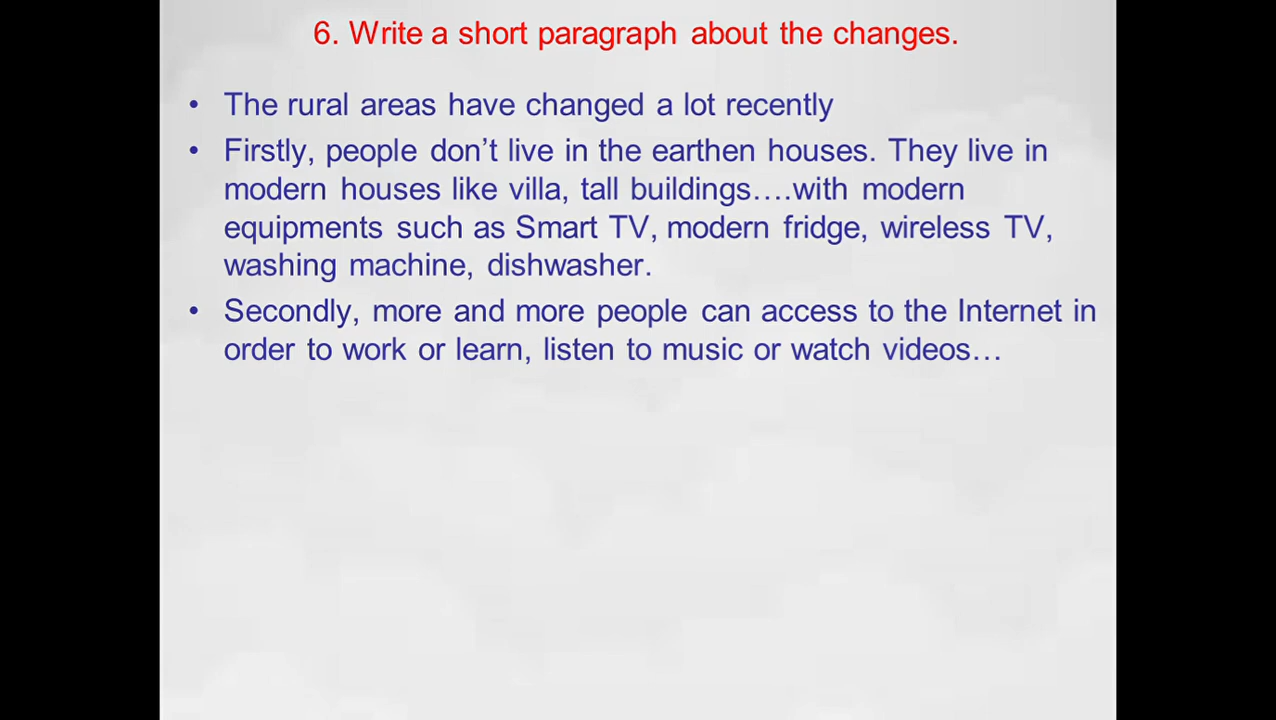 6. Write a short paragraph about the changes.
• The rural areas have changed a lot recently
• Firstly, people don’t live in the earthen houses. They live in
modern houses like villa, tall buildings….with modern
equipments such as Smart TV, modern fridge, wireless TV,
washing machine, dishwasher.
• Secondly, more and more people can access to the Internet in
order to work or learn, listen to music or watch videos…